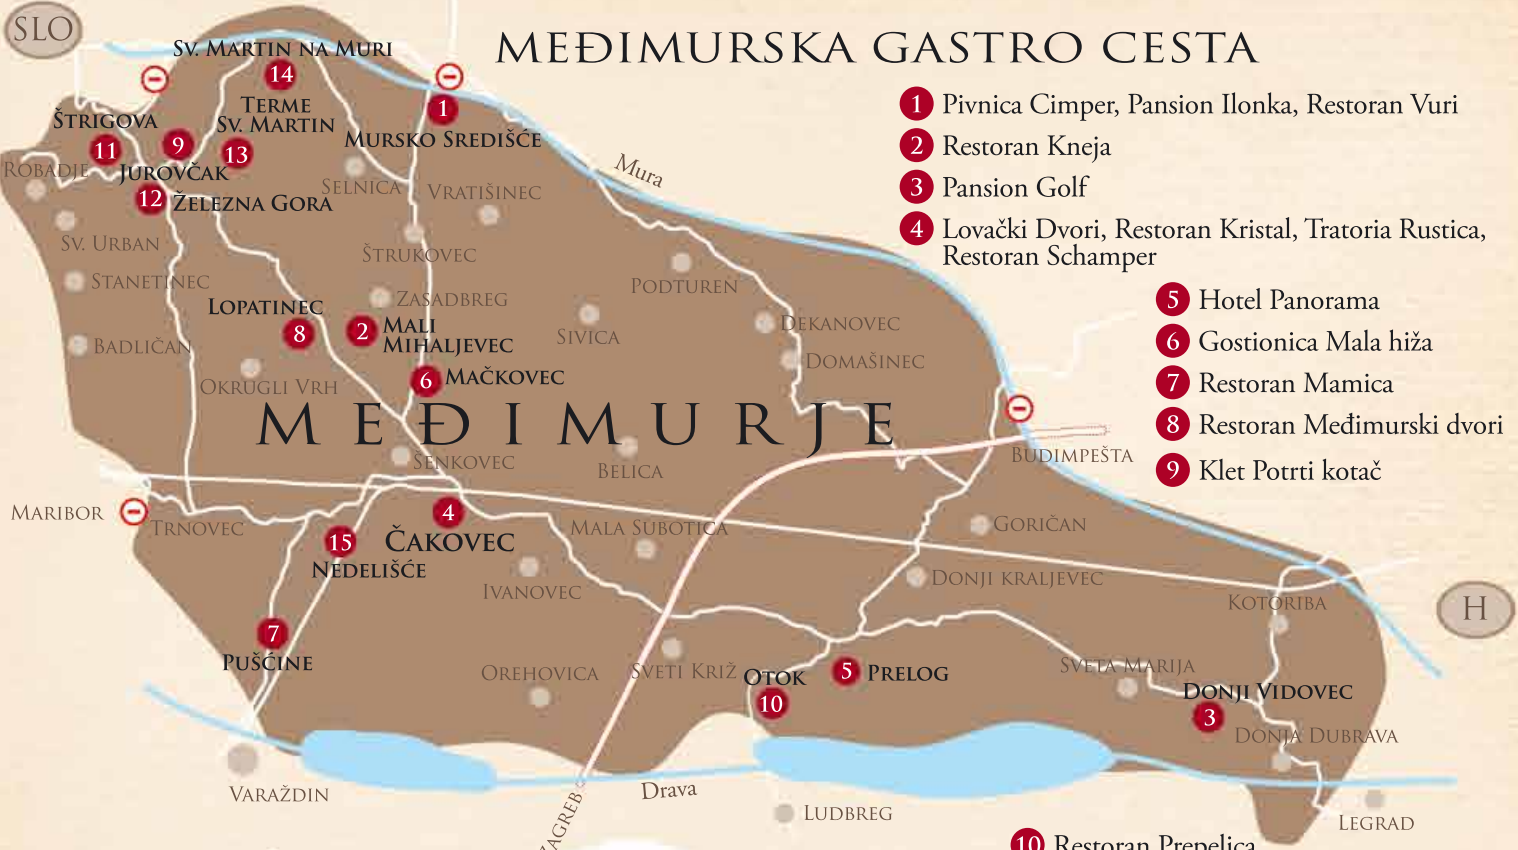 SLO
MEĐIMURSKA GASTRO CESTA
1 Pivnica Cimper, Pansion Ilonka, Restoran Vuri
2 Restoran Kneja
3 Pansion Golf
4 Lovački Dvori, Restoran Kristal, Tratoria Rustica,
Restoran Schamper
5 Hotel Panorama
6 Gostionica Mala hiža
7 Restoran Mamica
8 Restoran Međimurski dvori
9 Klet Potrti kotač
10 Restoran Prepelica
SV. MARTIN NA MURI
14
TERME
SV. MARTIN
13
1
MURSKO SREDIŠĆE
ŠTRIGOVA
11
9
JUROVČAK
ROBADJE
12 ŽELEZNA GORA
SELNICA
VRATIŠINEC
Mura
SV. URBAN
ŠTRUKOVEC
STANETINEC
PODTUREN
LOPATINEC
8
ZASADBREG
2 MALI
MIHALJEVEC
SIVICA
DEKANOVEC
DOMAŠINEC
BADLIČAN
OKRUGLI VRH
6 MAČKOVEC
MEĐIMURJE
ŠENKOVEC
BELICA
BUDIMPEŠTA
MARIBOR
TRNOVEC
4
ČAKOVEC
15
NEDELIŠĆE
MALA SUBOTICA
GORIČAN
IVANOVEC
DONJI KRALJEVEC
KOTORIBA
H
7
PUŠĆINE
OREHOVICA
SVETI KRIŽ
OTOK
10
5 PRELOG
SVETA MARIJA
DONJI VIDOVEC
3
DONJA DUBRAVA
VARAŽDIN
ZAGREB
Drava
LUDBREG
LEGRAD